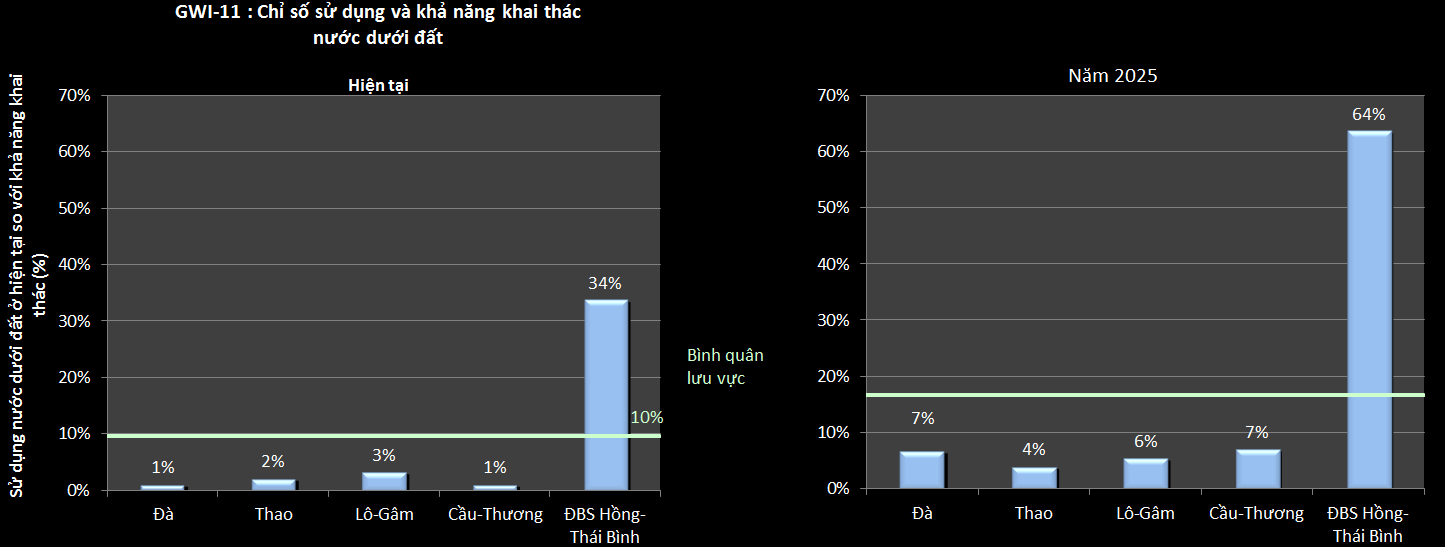 GWI-11 : Chỉ số sử dụng và khả năng khai thác
nước dưới đất
Hiện tại
Sử dụng nước dưới đất ở hiện tại so với khả năng khai
thác (%)
70%
60%
50%
40%
30%
20%
10%
0%
1%
2%
3%
1%
34%
10%
Đà
Thao
Lô-Gâm
Cầu-Thương
ĐBS Hồng-
Thái Bình
Bình quân
lưu vực
Năm 2025
70%
60%
50%
40%
30%
20%
10%
0%
7%
4%
6%
7%
64%
Đà
Thao
Lô-Gâm
Cầu-Thương
ĐBS Hồng-
Thái Bình